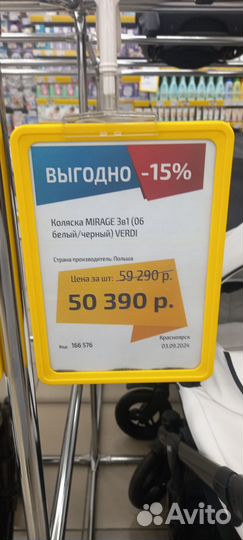 ВЫГОДНО -15%
Коляска MIRAGE 3в1 (06
белый/черный) VERDI
Страна производитель: Польша
Цена за шт: 59 290 р.
50 390 р.
Код: 166 576
Красноярск
03.09.2024
Avito